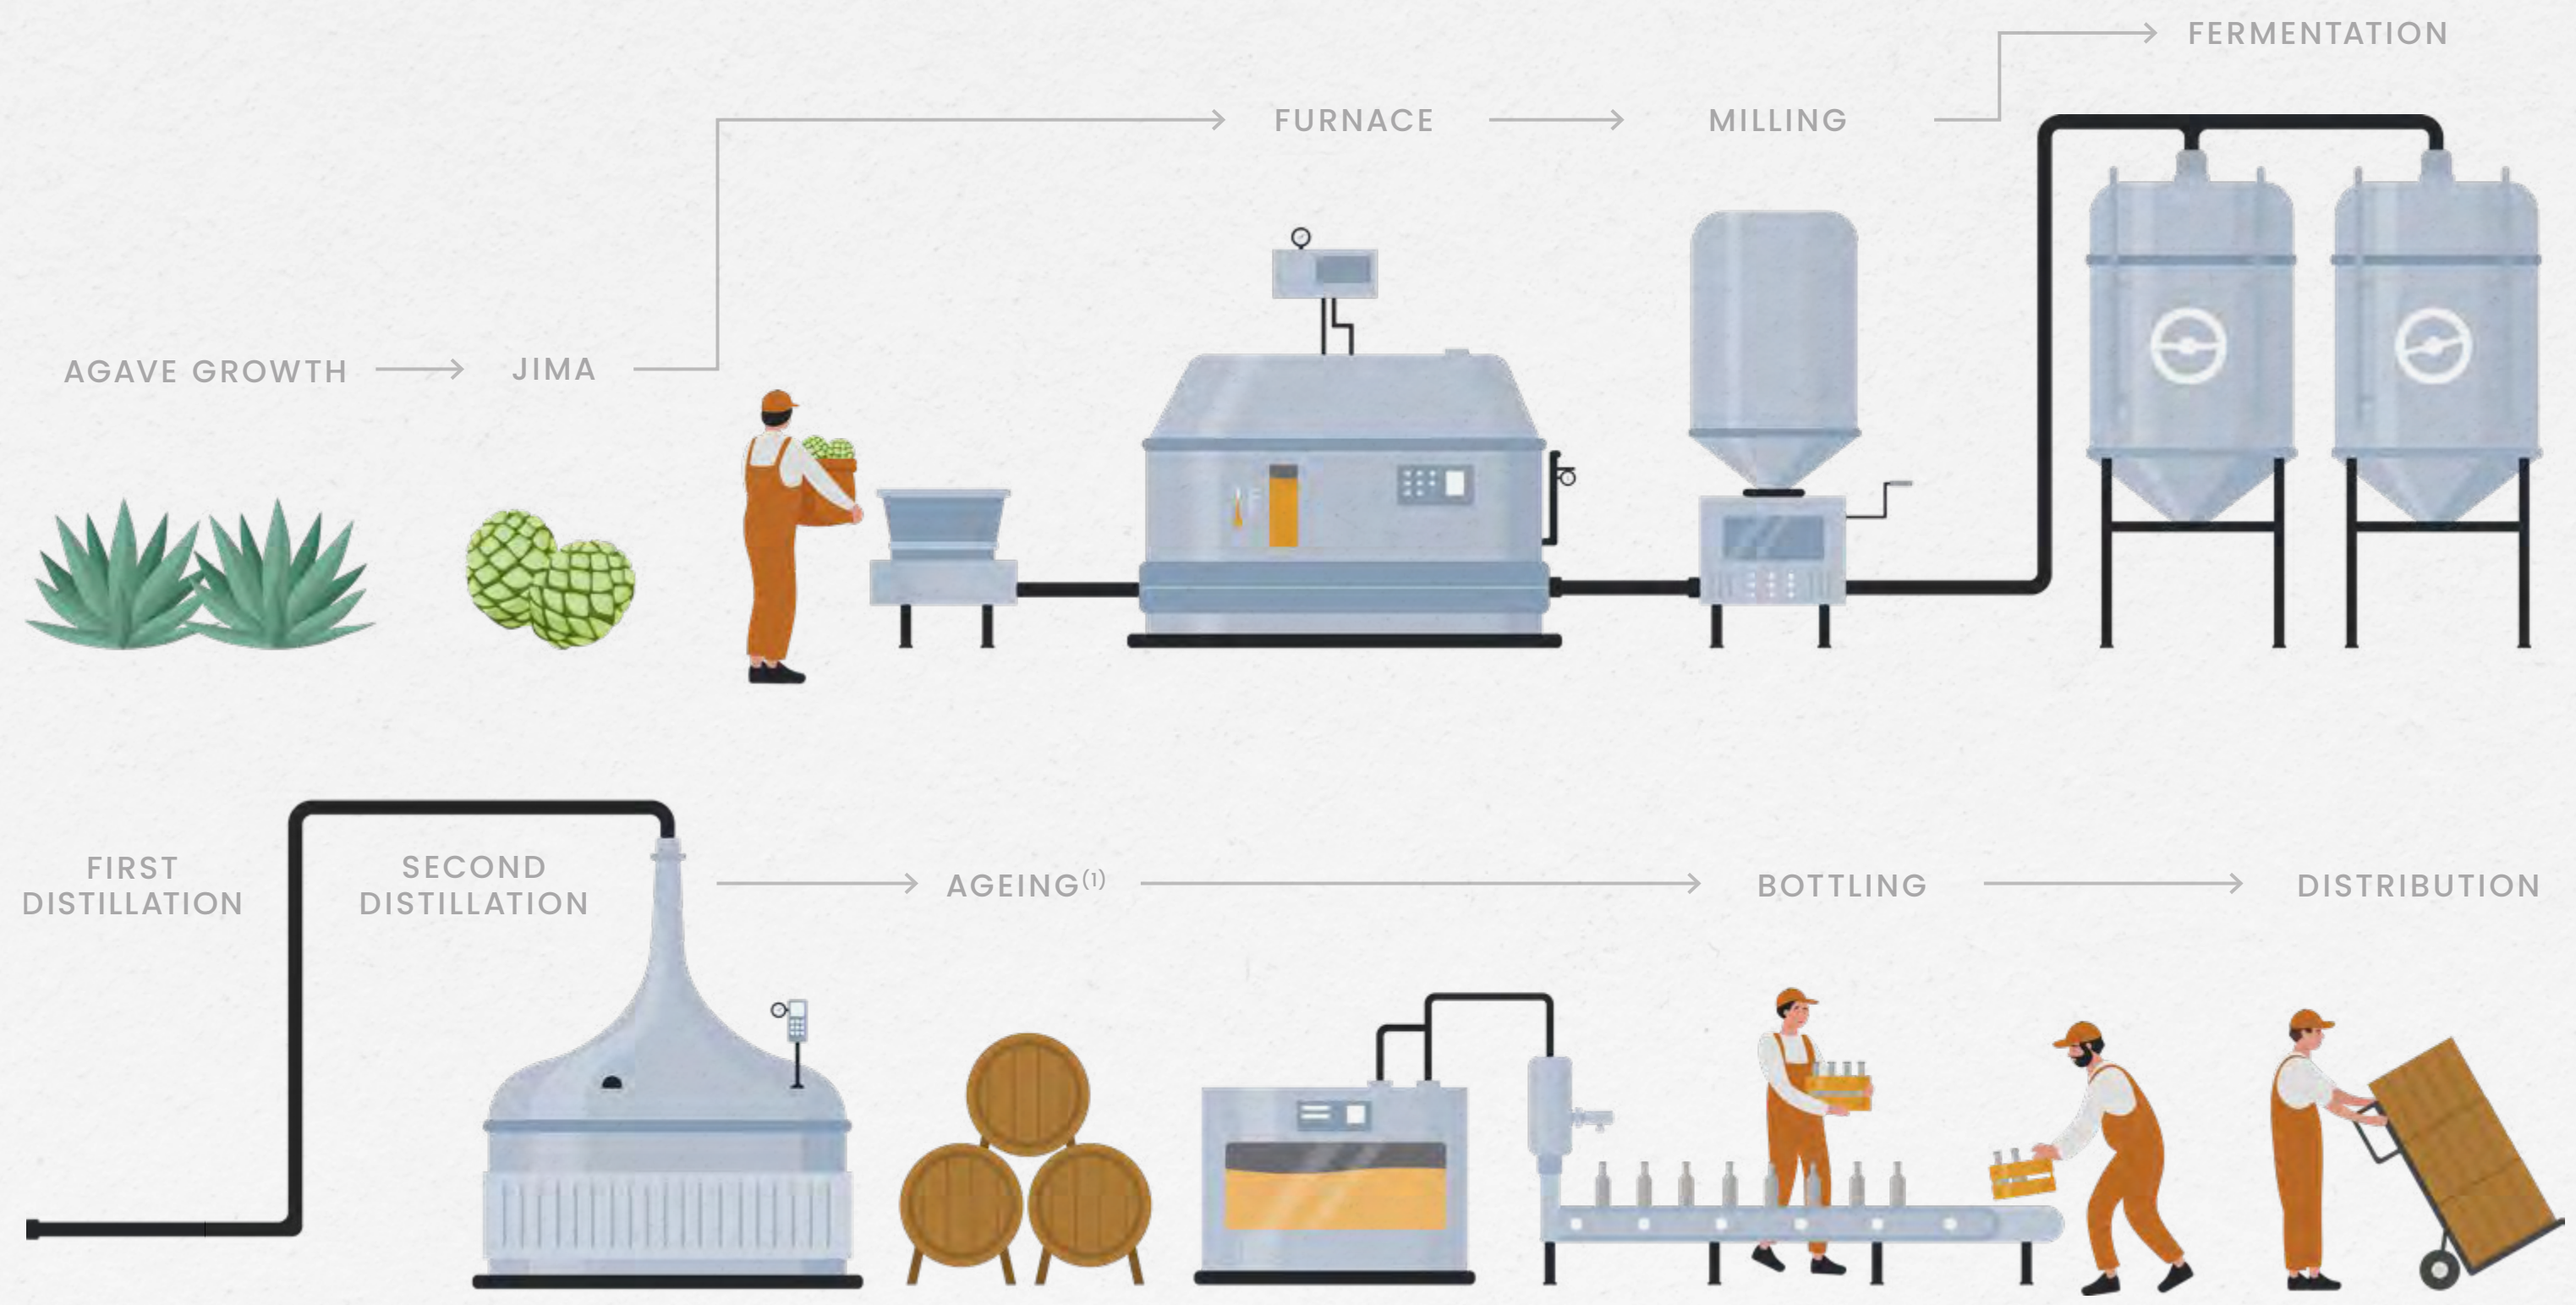 FERMENTATION
FURNACE
MILLING
AGAVE GROWTH
JIMA
FIRST
DISTILLATION
SECOND
DISTILLATION
AGEING(1)
BOTTLING
DISTRIBUTION